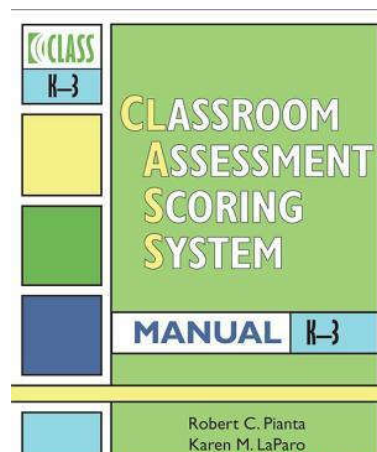 CLASS
K–3
CLASSROOM
ASSESSMENT
SCORING
SYSTEM
MANUAL K–3
Robert C. Pianta
Karen M. LaParo